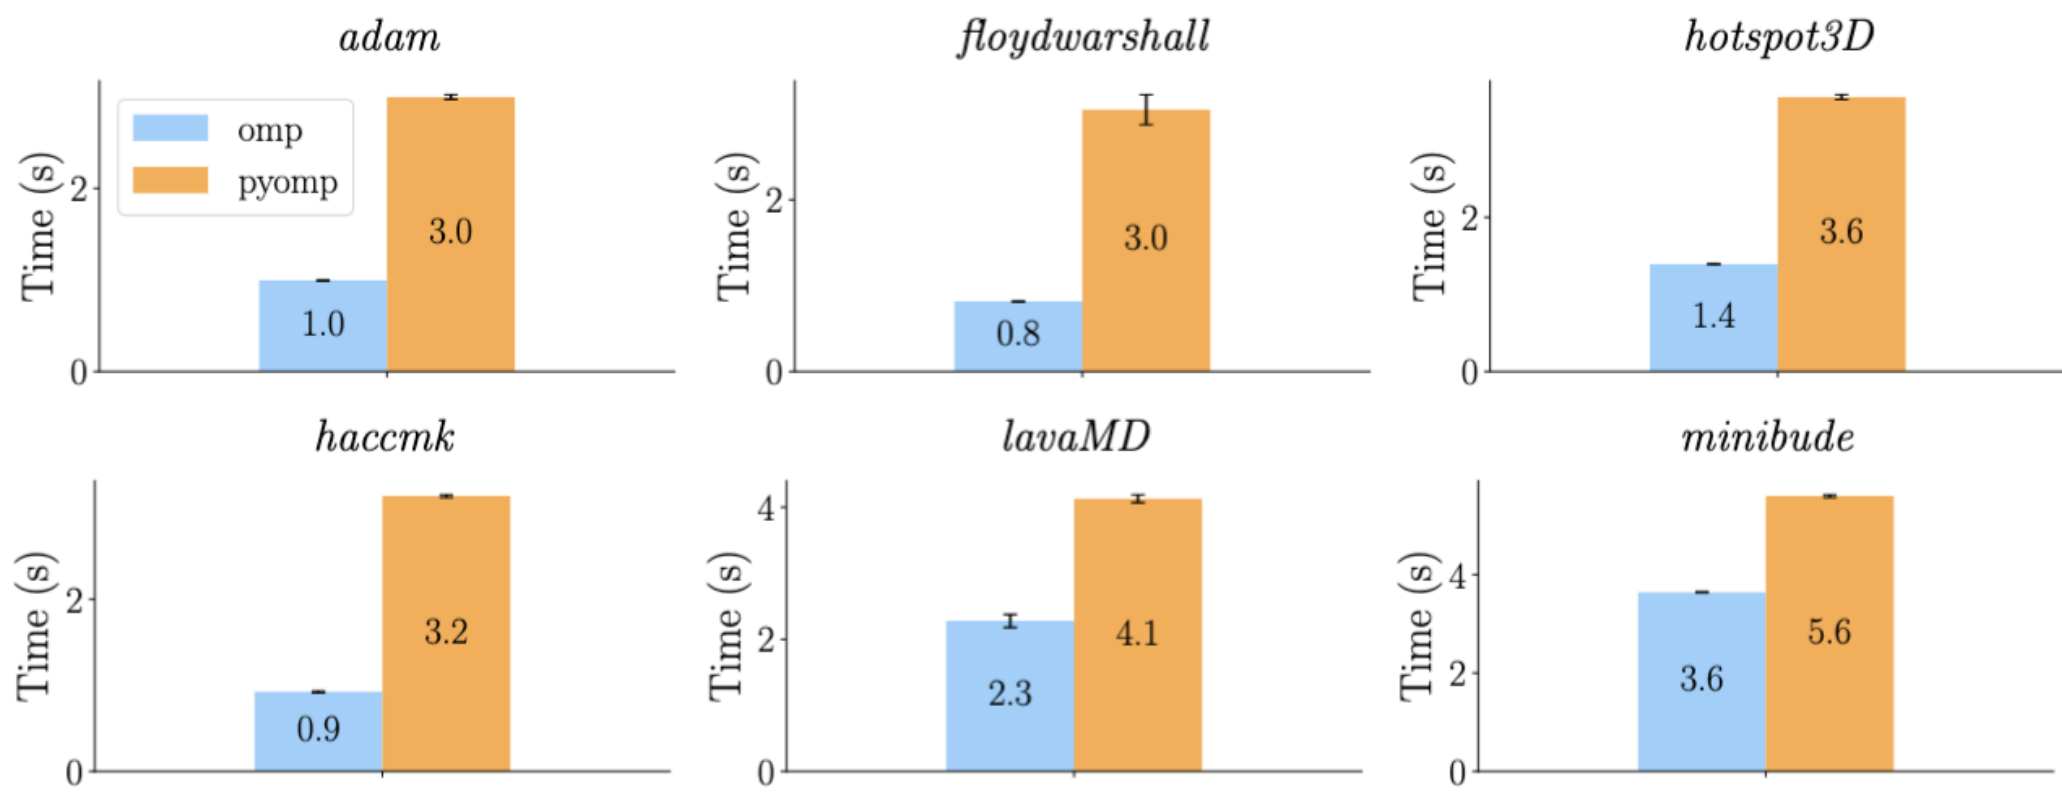 adam
Time (s)
2
0
omp
pyomp
1.0
3.0
floydwarshall
Time (s)
2
0
0.8
3.0
hotspot3D
Time (s)
2
0
1.4
3.6
haccmk
Time (s)
2
0
0.9
3.2
lavaMD
Time (s)
4
2
0
2.3
4.1
minibude
Time (s)
4
2
0
3.6
5.6